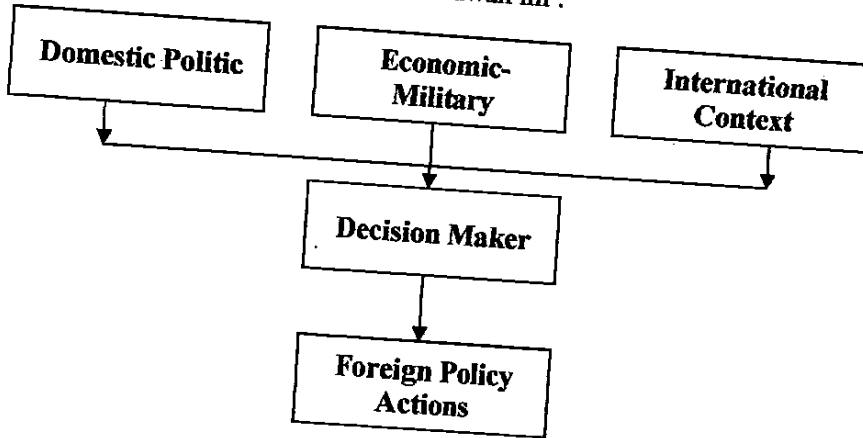 Domestic Politic
Economic-
Military
International
Context
Decision Maker
Foreign Policy
Actions